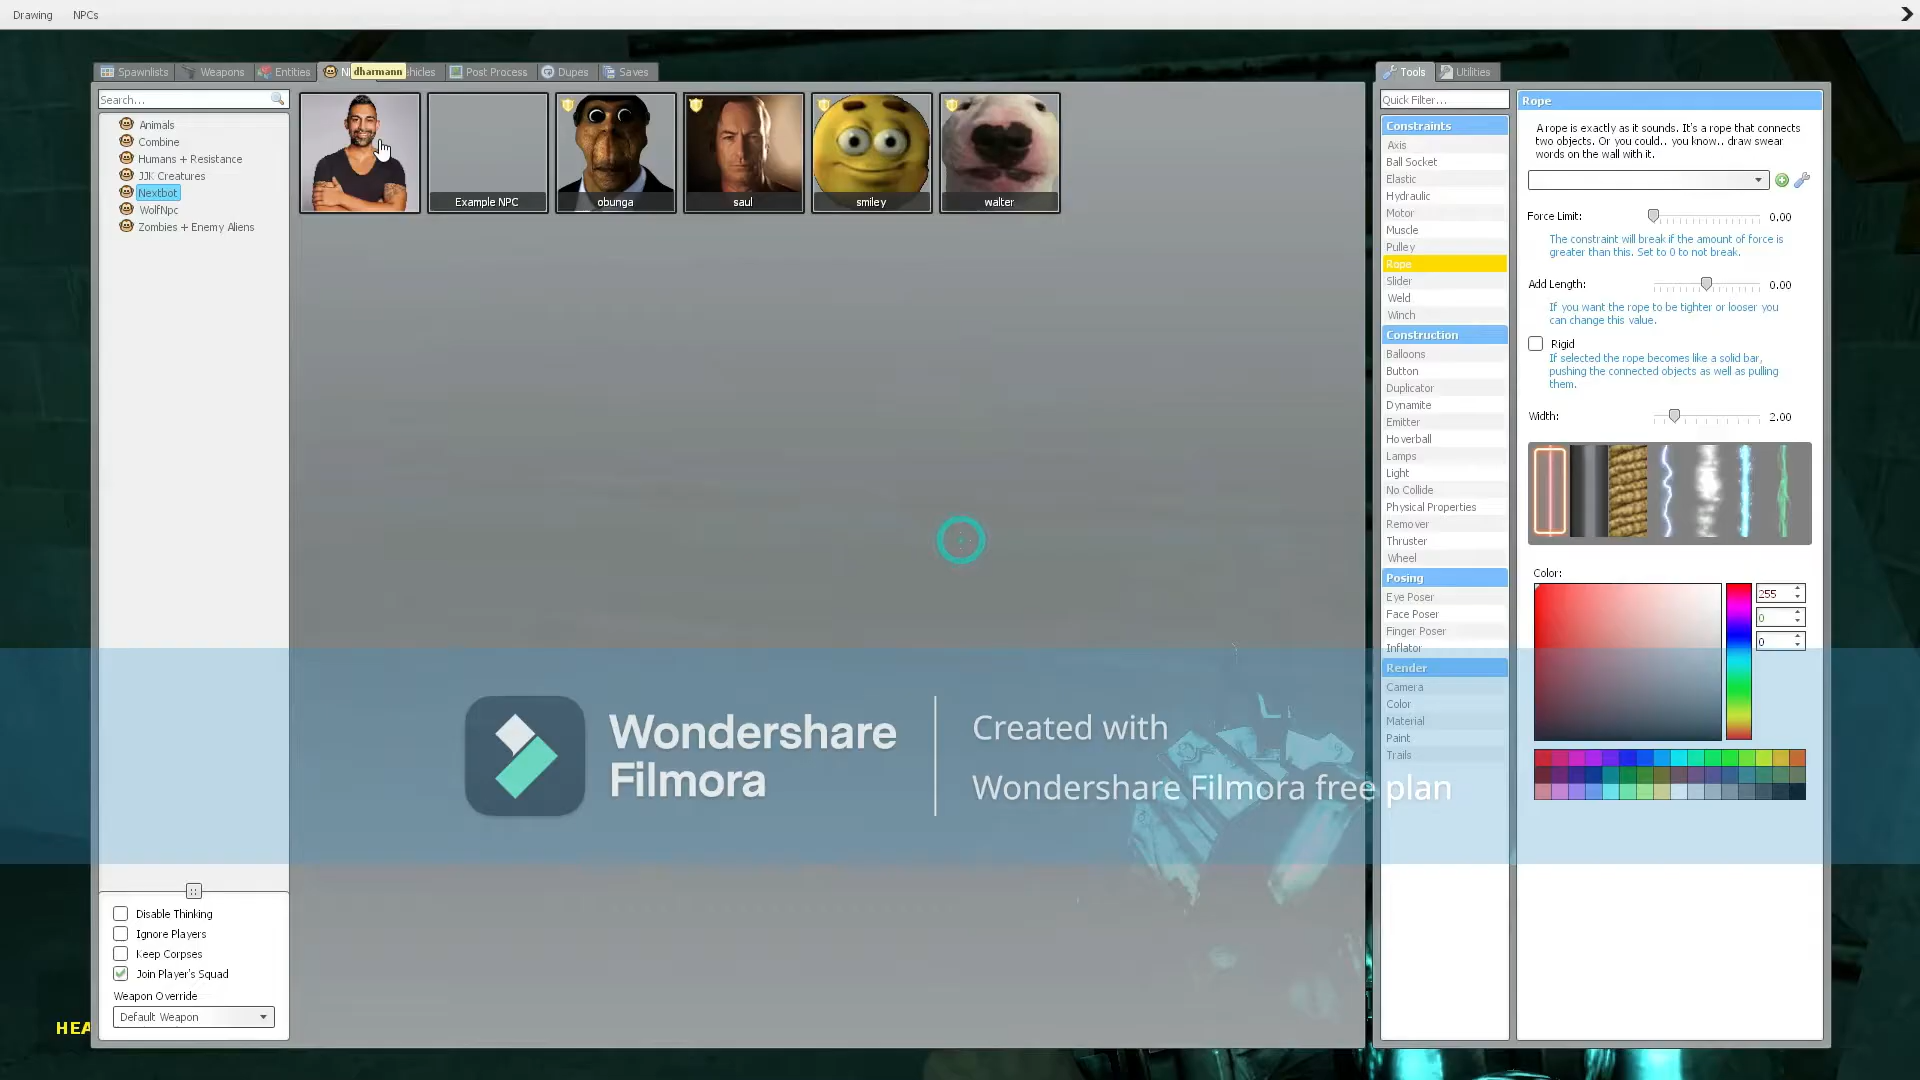 Drawing NPCs
Spawnlists Weapons Entities N dharmann hicles Post Process Dupes Saves
Search...
Animals
Combine
Humans + Resistance
JJK Creatures
Nextbot
WolfNpc
Zombies + Enemy Aliens
Example NPC
obunga
saul
smiley
walter
Disable Thinking
Ignore Players
Keep Corpses
Join Player's Squad
Weapon Override
Default Weapon
HEA
Wondershare
Filmora
Created with
Wondershare Filmora free plan
Tools Utilities
Quick Filter...
Constraints
Axis
Ball Socket
Elastic
Hydraulic
Motor
Muscle
Pulley
Rope
Slider
Weld
Winch
Construction
Balloons
Button
Duplicator
Dynamite
Emitter
Hoverball
Lamps
Light
No Collide
Physical Properties
Remover
Thruster
Wheel
Posing
Eye Poser
Face Poser
Finger Poser
Inflator
Render
Camera
Color
Material
Paint
Trails
Rope
A rope is exactly as it sounds. It's a rope that connects
two objects. Or you could.. you know.. draw swear
words on the wall with it.
Force Limit: 0.00
The constraint will break if the amount of force is
greater than this. Set to 0 to not break.
Add Length: 0.00
If you want the rope to be tighter or looser you
can change this value.
Rigid
If selected the rope becomes like a solid bar,
pushing the connected objects as well as pulling
them.
Width: 2.00
Color:
255
0
0